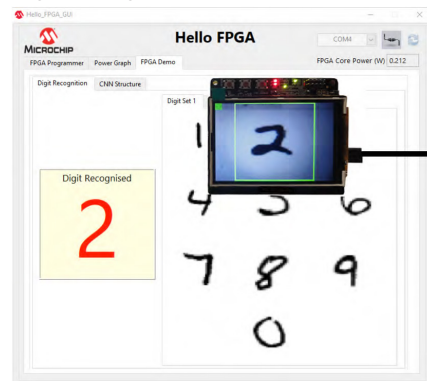 Hello_FPGA_GUI
MICROCHIP
Hello FPGA
COM4
FPGA Programmer Power Graph FPGA Demo
FPGA Core Power (W) 0.212
Digit Recognition CNN Structure
Digit Set 1
1 2
Digit Recognised
2
4 5 6
7 8 9
0